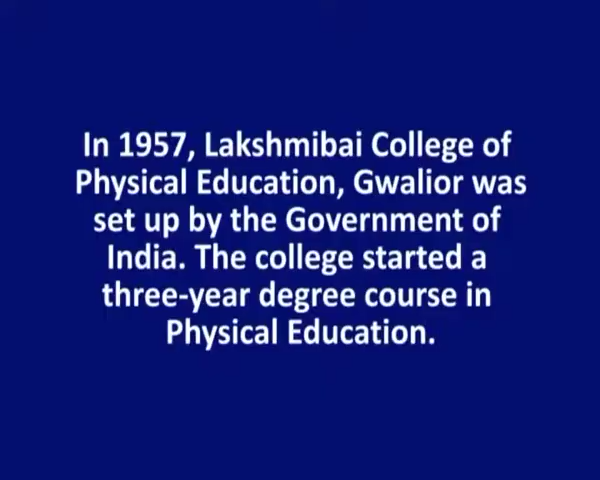 In 1957, Lakshmibai College of
Physical Education, Gwalior was
set up by the Government of
India. The college started a
three-year degree course in
Physical Education.